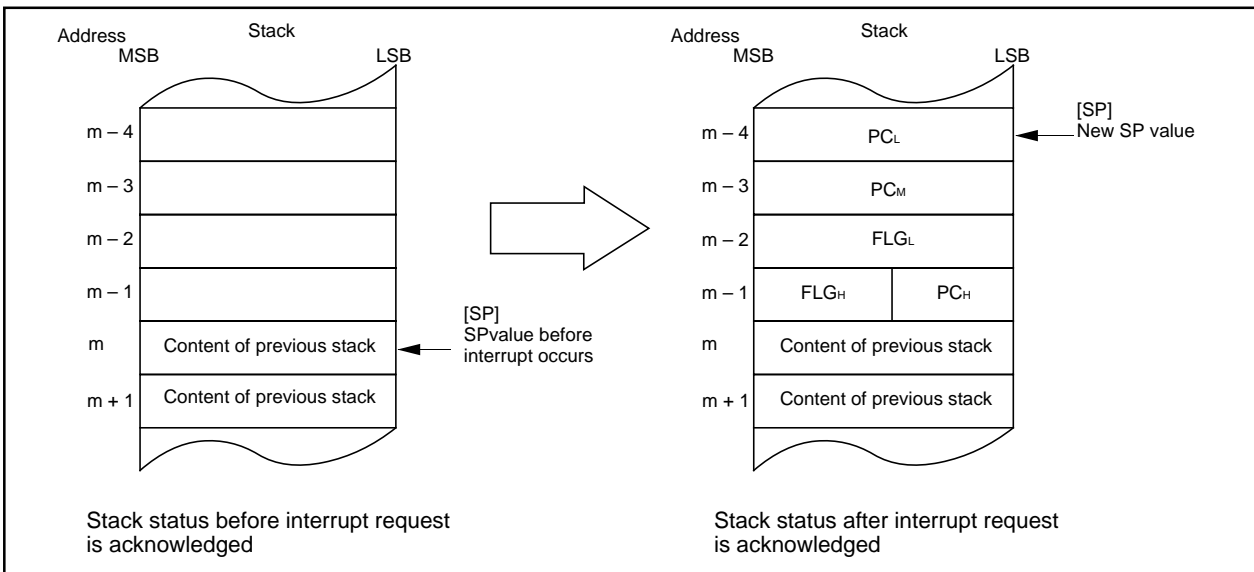 Address
MSB
Stack
LSB
m – 4
m – 3
m – 2
m – 1
m
Content of previous stack
m + 1
Content of previous stack
[SP]
SPvalue before
interrupt occurs
Stack status before interrupt request
is acknowledged
Address
MSB
Stack
LSB
m – 4
PCL
m – 3
PCM
m – 2
FLGL
m – 1
FLGH
PCH
m
Content of previous stack
m + 1
Content of previous stack
[SP]
New SP value
Stack status after interrupt request
is acknowledged